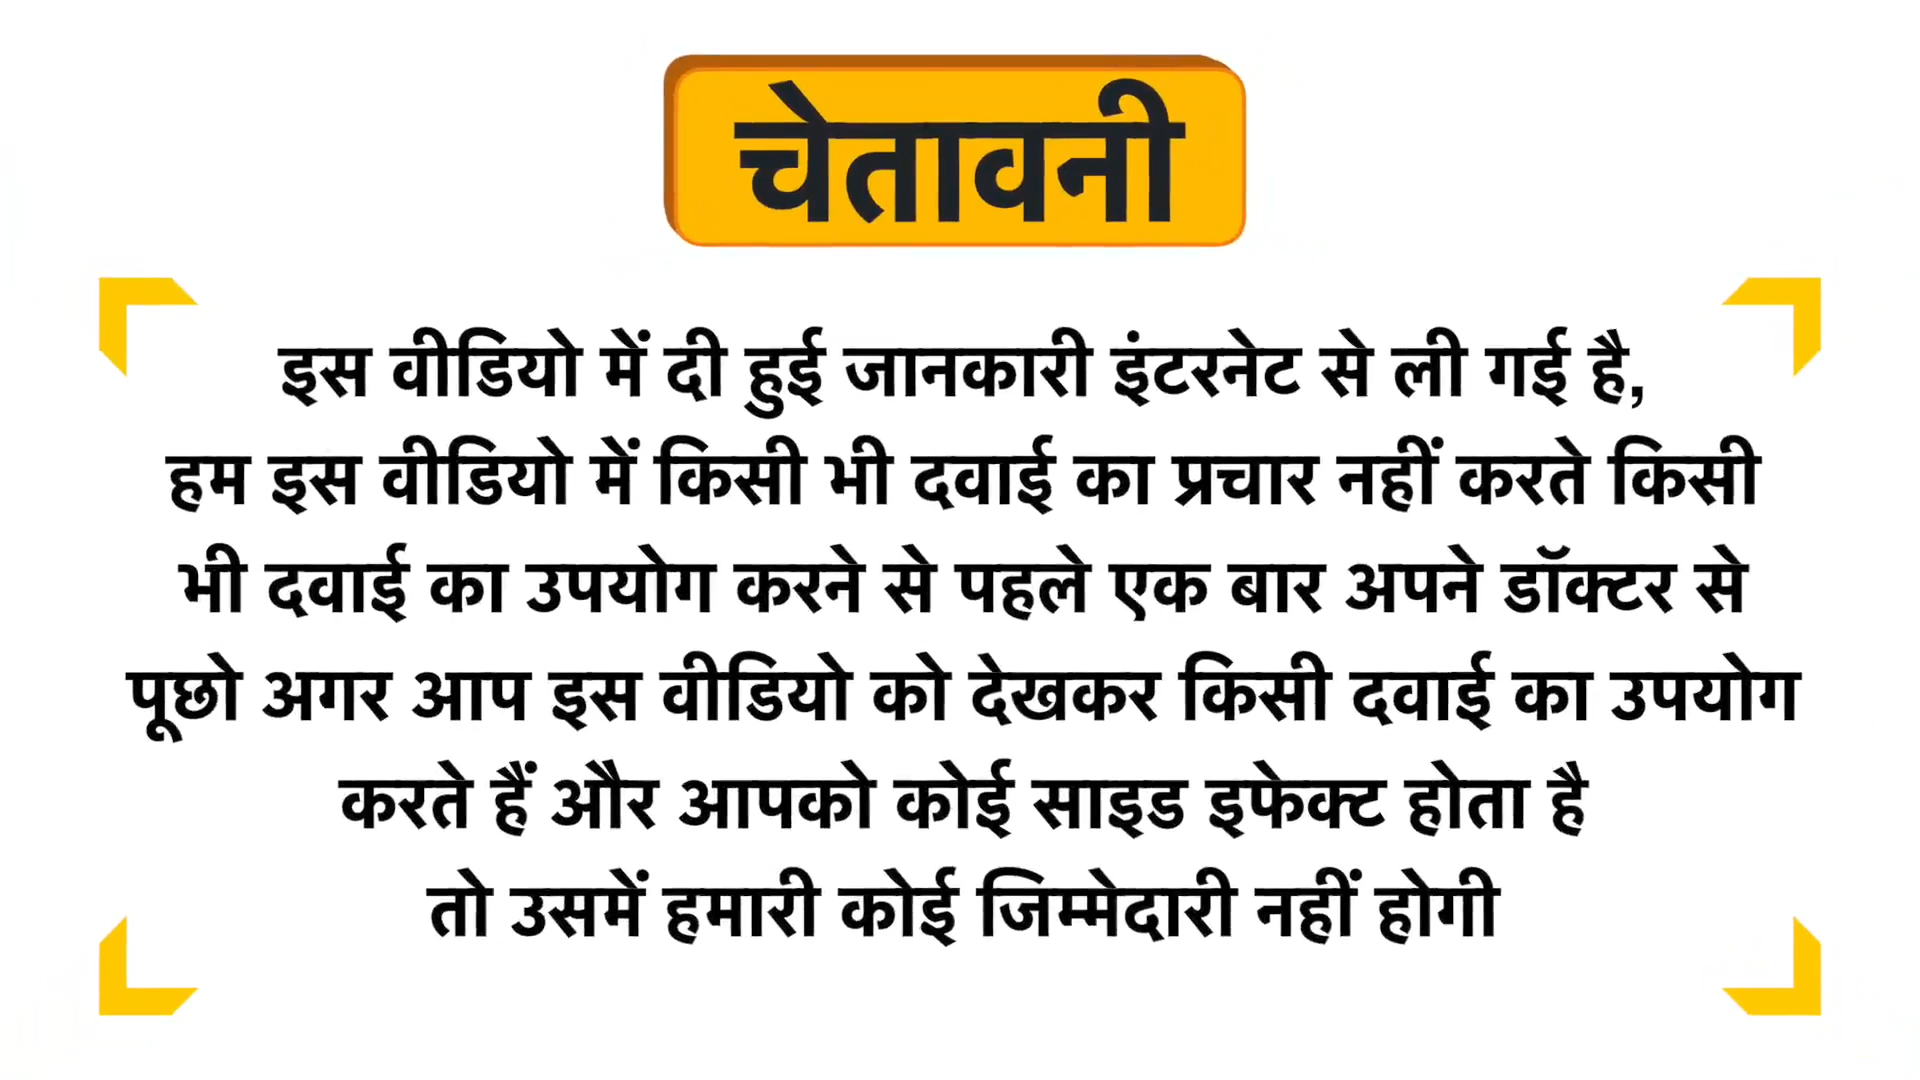 चेतावनी
इस वीडियो में दी हुई जानकारी इंटरनेट से ली गई है,
हम इस वीडियो में किसी भी दवाई का प्रचार नहीं करते किसी
भी दवाई का उपयोग करने से पहले एक बार अपने डॉक्टर से
पूछो अगर आप इस वीडियो को देखकर किसी दवाई का उपयोग
करते हैं और आपको कोई साइड इफेक्ट होता है
तो उसमें हमारी कोई जिम्मेदारी नहीं होगी